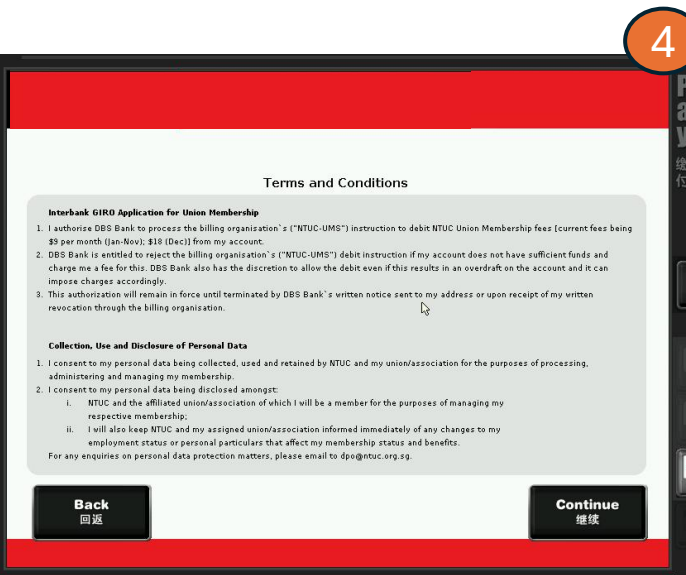 4
Terms and Conditions
Interbank GIRO Application for Union Membership
1. I authorise DBS Bank to process the billing organisation`s ("NTUC-UMS") instruction to debit NTUC Union Membership fees [current fees being
$9 per month (Jan-Nov); $18 (Dec)] from my account.
2. DBS Bank is entitled to reject the billing organisation`s ("NTUC-UMS") debit instruction if my account does not have sufficient funds and
charge me a fee for this. DBS Bank also has the discretion to allow the debit even if this results in an overdraft on the account and it can
impose charges accordingly.
3. This authorization will remain in force until terminated by DBS Bank`s written notice sent to my address or upon receipt of my written
revocation through the billing organisation.
Collection, Use and Disclosure of Personal Data
1. I consent to my personal data being collected, used and retained by NTUC and my union/association for the purposes of processing,
administering and managing my membership.
2. I consent to my personal data being disclosed amongst:
i. NTUC and the affiliated union/association of which I will be a member for the purposes of managing my
respective membership;
ii. I will also keep NTUC and my assigned union/association informed immediately of any changes to my
employment status or personal particulars that affect my membership status and benefits.
For any enquiries on personal data protection matters, please email to dpo@ntuc.org.sg.
Back
回返
Continue
继续